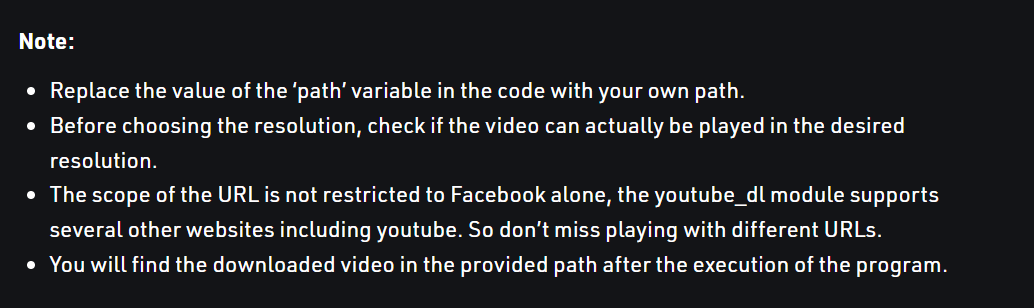 Note:
• Replace the value of the ‘path’ variable in the code with your own path.
• Before choosing the resolution, check if the video can actually be played in the desired
resolution.
• The scope of the URL is not restricted to Facebook alone, the youtube_dl module supports
several other websites including youtube. So don’t miss playing with different URLs.
• You will find the downloaded video in the provided path after the execution of the program.